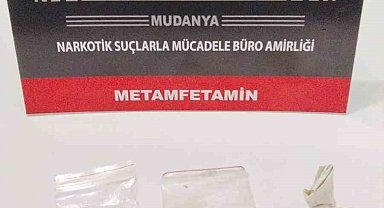 MUDANYA
NARKOTİK SUÇLARLA MÜCADELE BÜRO AMİRLİĞİ
METAMFETAMİN